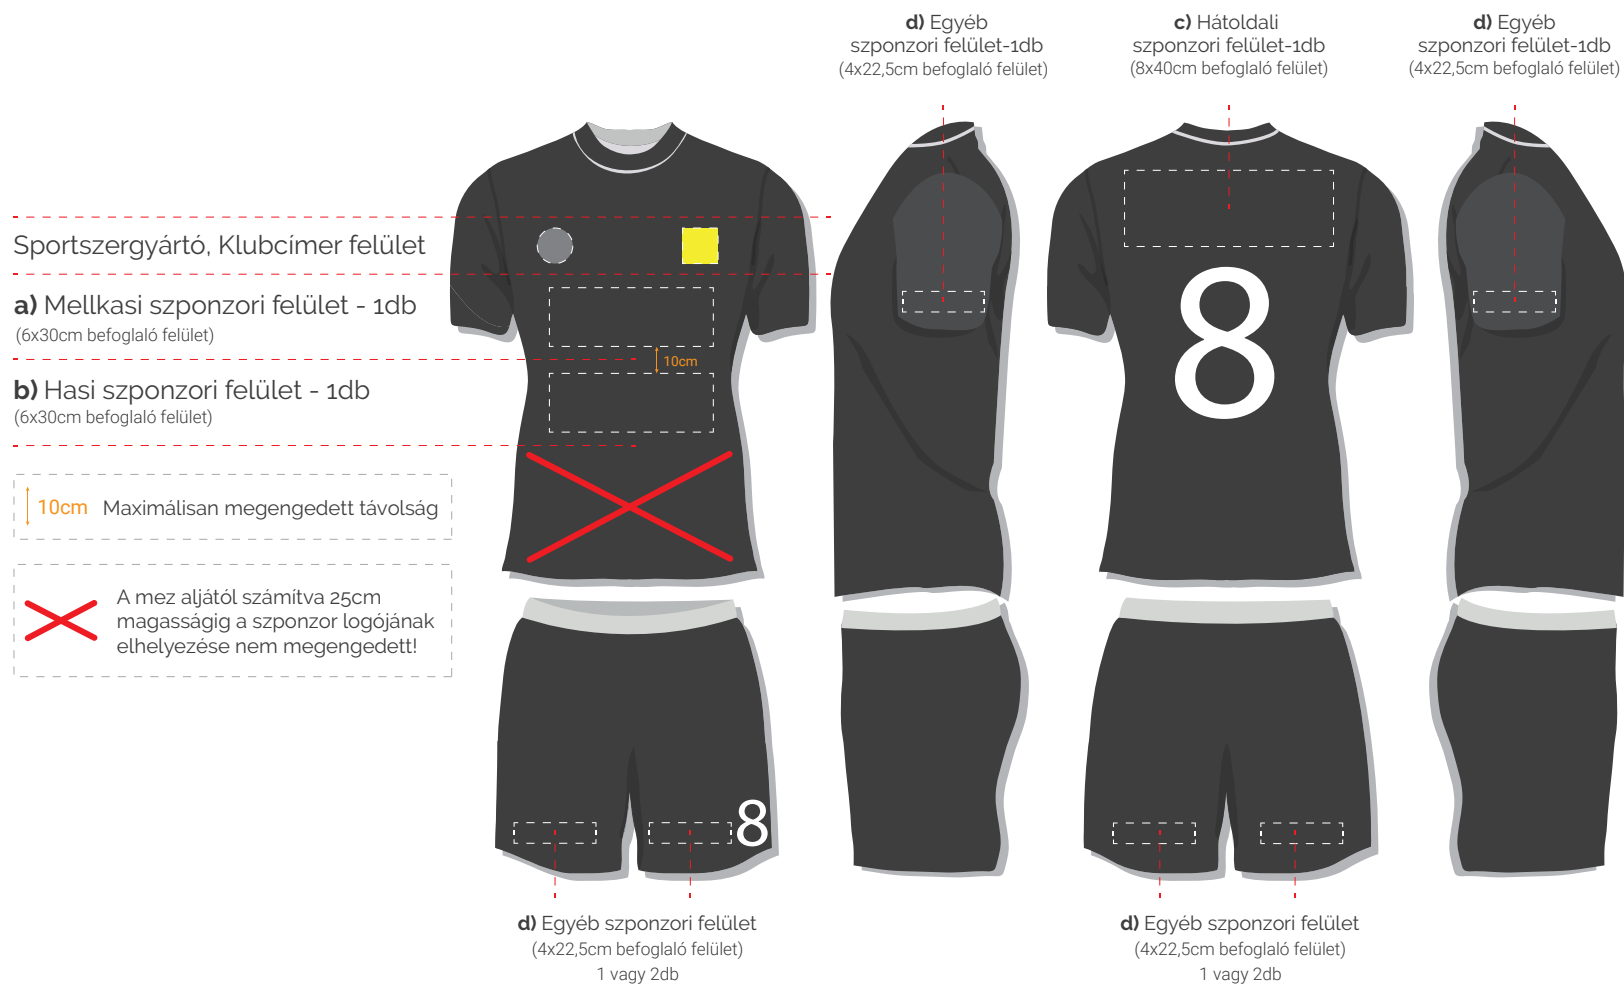 d) Egyéb
szponzori felület-1db
(4x22,5cm befoglaló felület)
c) Hátoldali
szponzori felület-1db
(8x40cm befoglaló felület)
d) Egyéb
szponzori felület-1db
(4x22,5cm befoglaló felület)
Sportszergyártó, Klubcímer felület
a) Mellkasi szponzori felület - 1db
(6x30cm befoglaló felület)
10cm
b) Hasi szponzori felület - 1db
(6x30cm befoglaló felület)
8
10cm Maximálisan megengedett távolság
A mez aljától számítva 25cm
magasságig a szponzor logójának
elhelyezése nem megengedett!
8
d) Egyéb szponzori felület
(4x22,5cm befoglaló felület)
1 vagy 2db
d) Egyéb szponzori felület
(4x22,5cm befoglaló felület)
1 vagy 2db